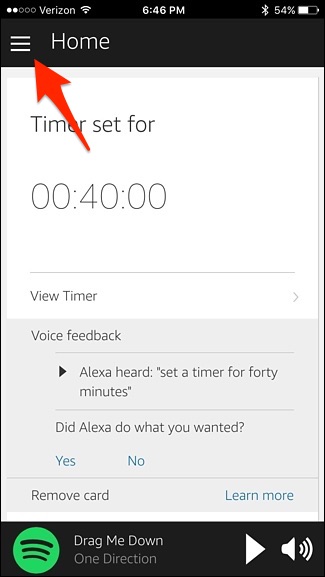 Verizon 6:46 PM 54%
Home
Timer set for
00:40:00
View Timer
Voice feedback
Alexa heard: "set a timer for forty
minutes"
Did Alexa do what you wanted?
Yes No
Remove card Learn more
Drag Me Down
One Direction